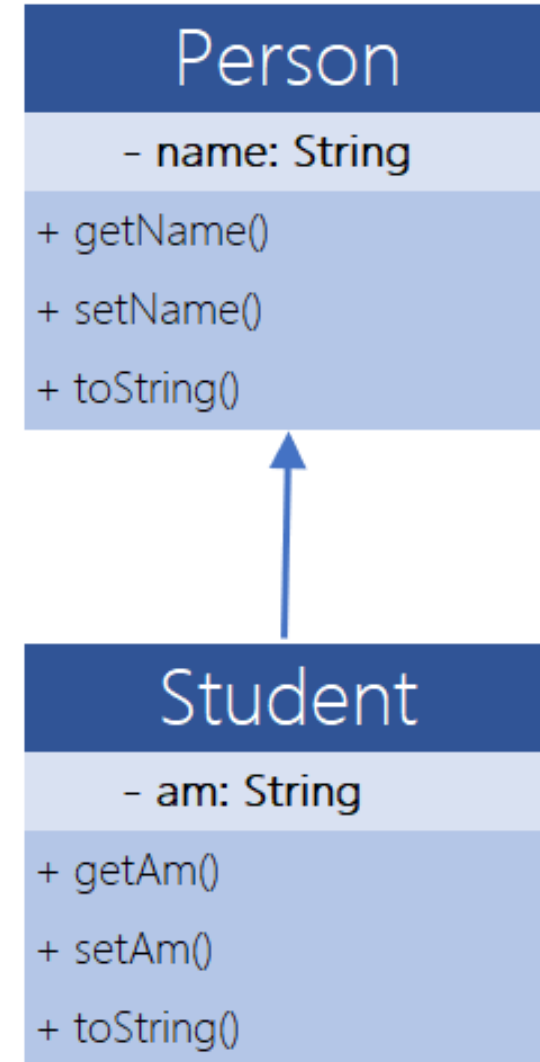 Person
- name: String
+ getName()
+ setName()
+ toString()
Student
- am: String
+ getAm()
+ setAm()
+ toString()